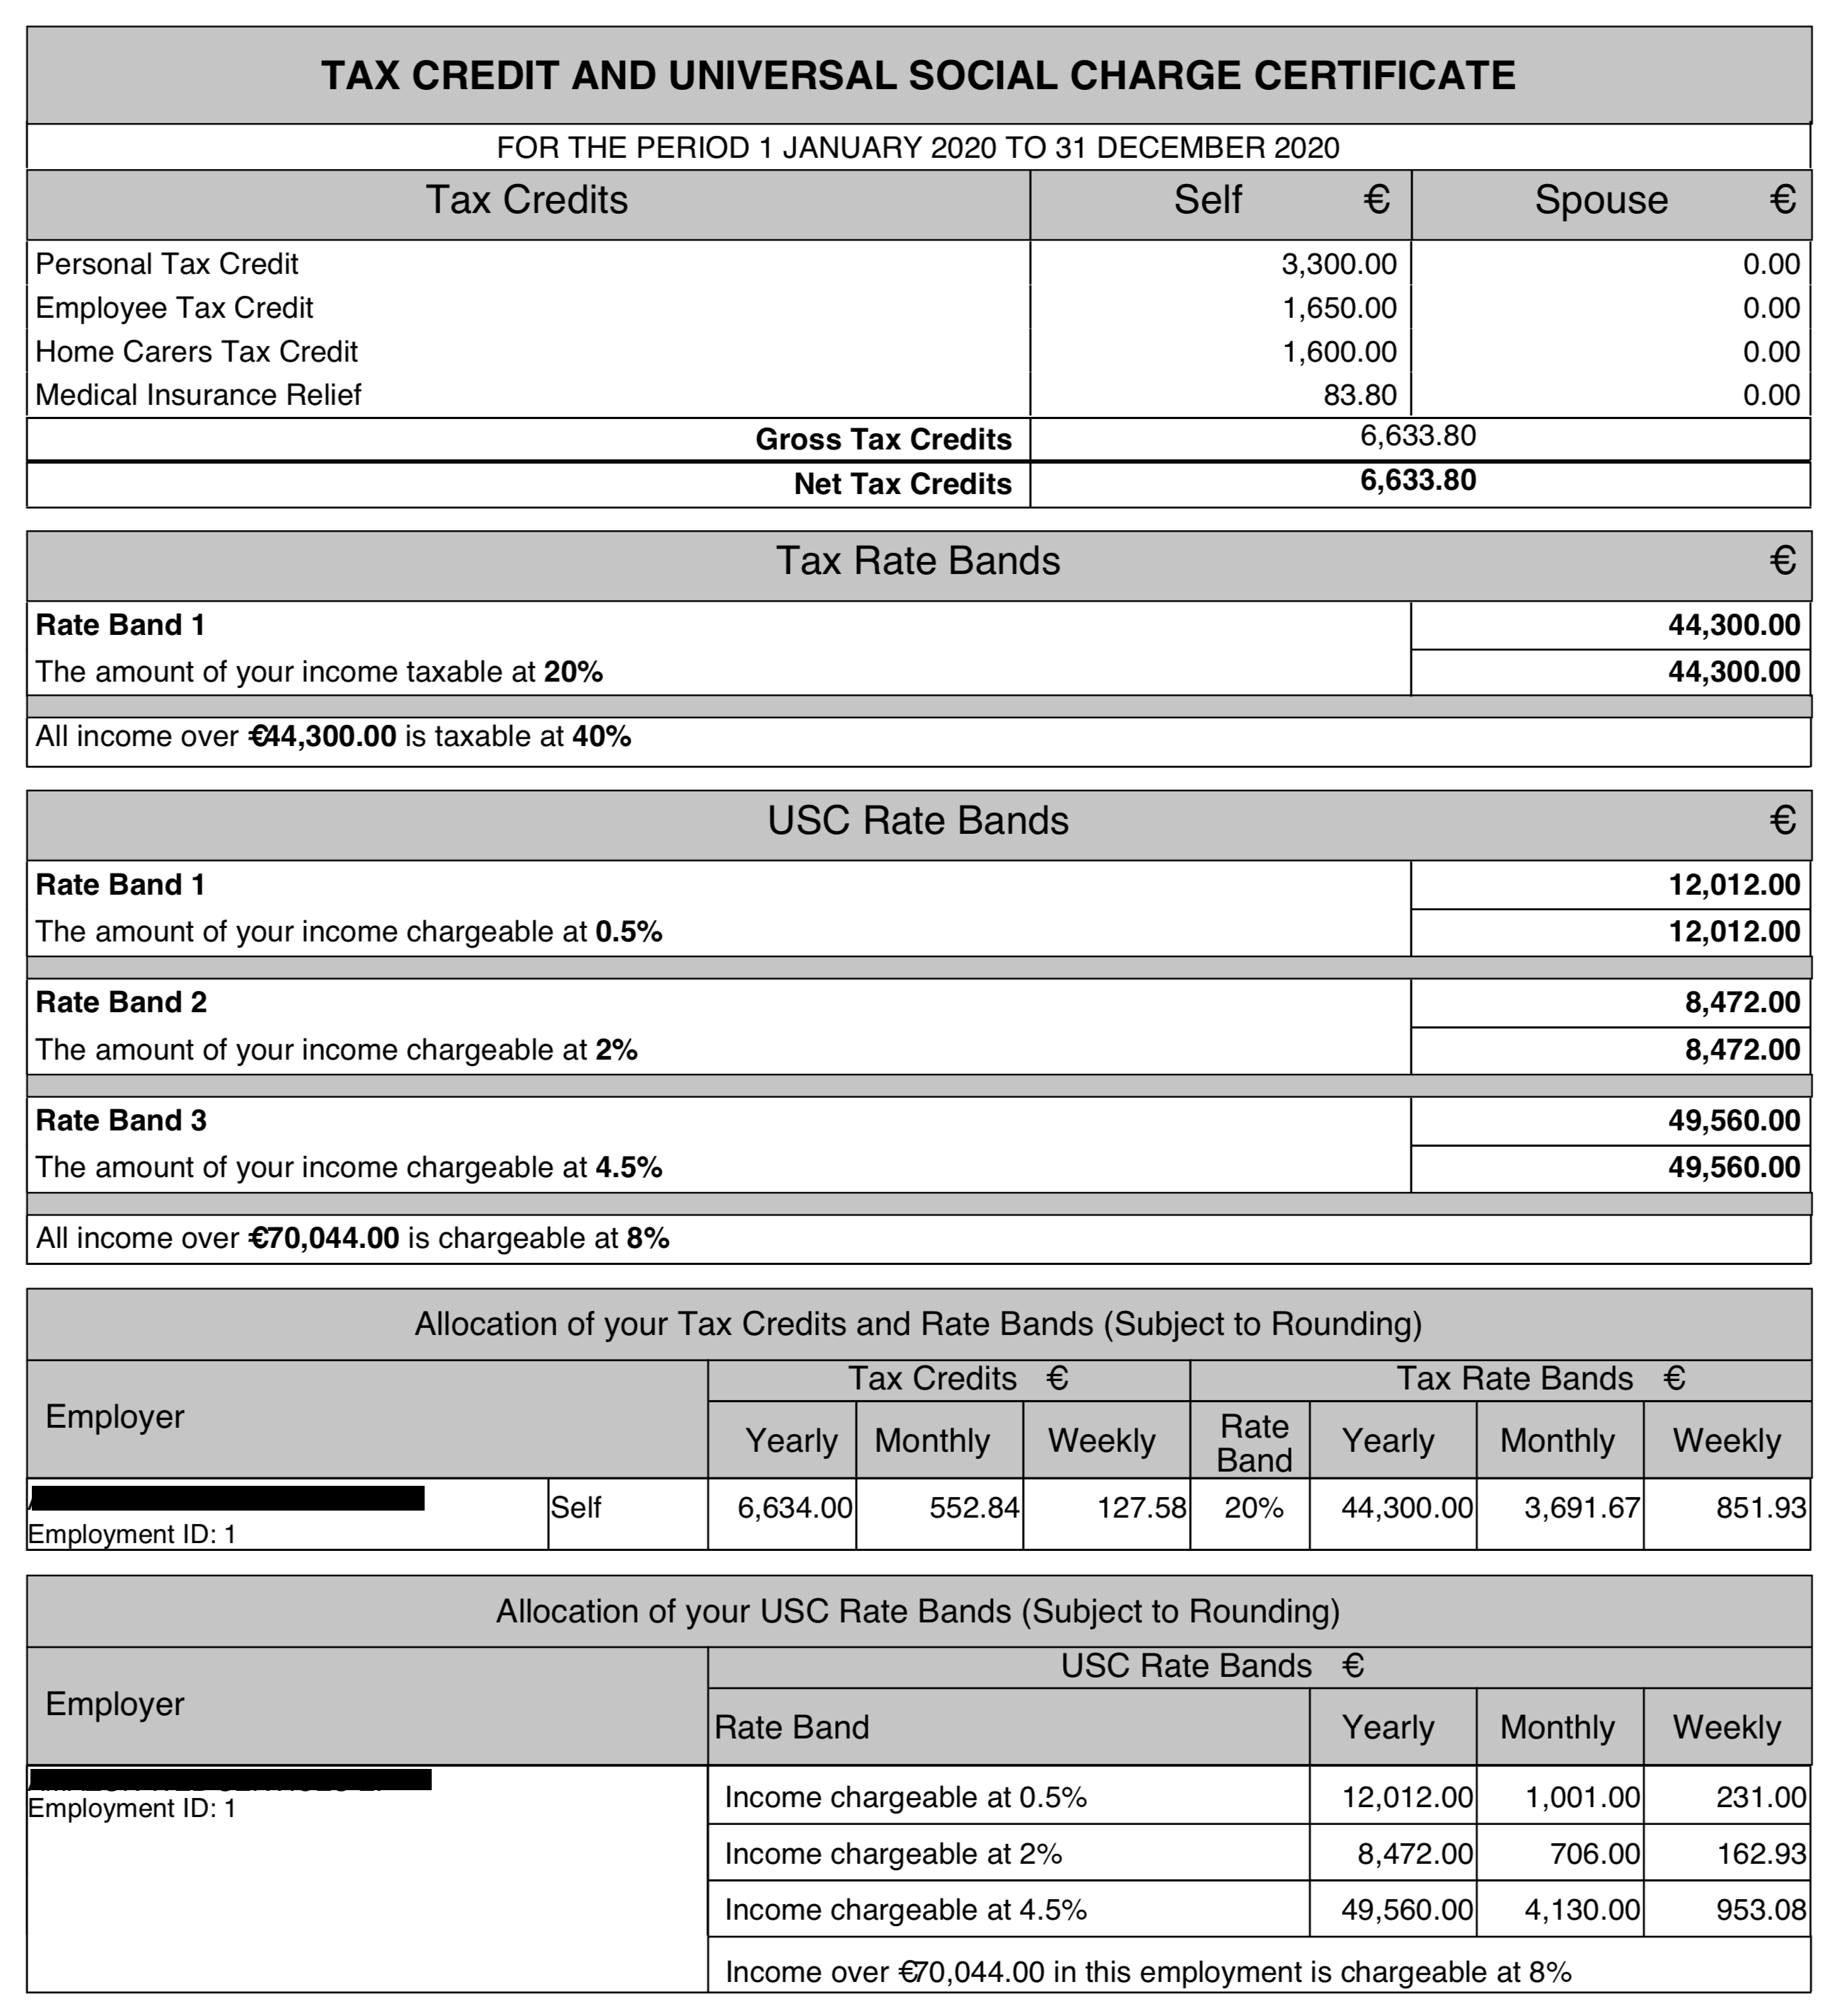 TAX CREDIT AND UNIVERSAL SOCIAL CHARGE CERTIFICATE
FOR THE PERIOD 1 JANUARY 2020 TO 31 DECEMBER 2020
Tax Credits Self € Spouse €
Personal Tax Credit 3,300.00 0.00
Employee Tax Credit 1,650.00 0.00
Home Carers Tax Credit 1,600.00 0.00
Medical Insurance Relief 83.80 0.00
Gross Tax Credits 6,633.80
Net Tax Credits 6,633.80
Tax Rate Bands €
Rate Band 1 44,300.00
The amount of your income taxable at 20% 44,300.00
All income over €44,300.00 is taxable at 40%
USC Rate Bands €
Rate Band 1 12,012.00
The amount of your income chargeable at 0.5% 12,012.00
Rate Band 2 8,472.00
The amount of your income chargeable at 2% 8,472.00
Rate Band 3 49,560.00
The amount of your income chargeable at 4.5% 49,560.00
All income over €70,044.00 is chargeable at 8%
Allocation of your Tax Credits and Rate Bands (Subject to Rounding)
Employer Tax Credits € Tax Rate Bands €
Yearly Monthly Weekly Rate Band Yearly Monthly Weekly
Self 6,634.00 552.84 127.58 20% 44,300.00 3,691.67 851.93
Employment ID: 1
Allocation of your USC Rate Bands (Subject to Rounding)
Employer USC Rate Bands €
Rate Band Yearly Monthly Weekly
Employment ID: 1
Income chargeable at 0.5% 12,012.00 1,001.00 231.00
Income chargeable at 2% 8,472.00 706.00 162.93
Income chargeable at 4.5% 49,560.00 4,130.00 953.08
Income over €70,044.00 in this employment is chargeable at 8%